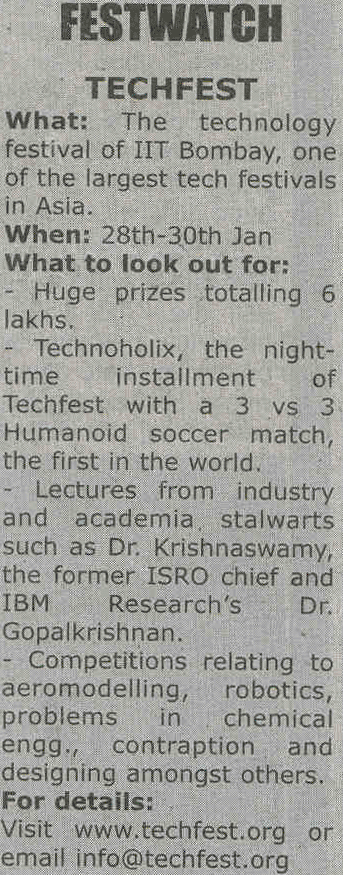 FESTWATCH
TECHFEST
What: The technology
festival of IIT Bombay, one
of the largest tech festivals
in Asia.
When: 28th-30th Jan
What to look out for:
- Huge prizes totalling 6
lakhs.
- Technoholix, the night-
time installment of
Techfest with a 3 vs 3
Humanoid soccer match,
the first in the world.
- Lectures from industry
and academia stalwarts
such as Dr. Krishnaswamy,
the former ISRO chief and
IBM Research's Dr.
Gopalkrishnan.
- Competitions relating to
aeromodelling, robotics,
problems in chemical
engg., contraption and
designing amongst others.
For details:
Visit www.techfest.org or
email info@techfest.org